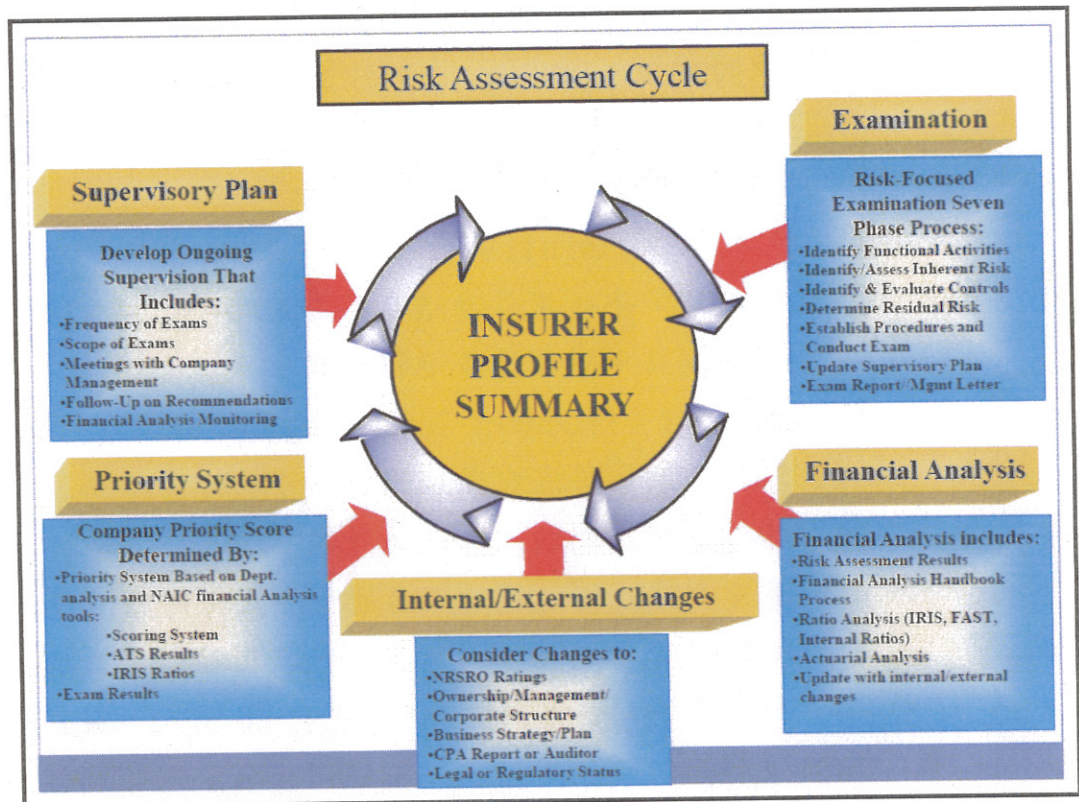 Risk Assessment Cycle
Examination
Risk-Focused
Examination Seven
Phase Process:
•Identify Functional Activities
•Identify/Assess Inherent Risk
•Identify & Evaluate Controls
•Determine Residual Risk
•Establish Procedures and
Conduct Exam
•Update Supervisory Plan
•Exam Report/Mgmt Letter
Supervisory Plan
Develop Ongoing
Supervision That
Includes:
•Frequency of Exams
•Scope of Exams
•Meetings with Company
Management
•Follow-Up on Recommendations
•Financial Analysis Monitoring
INSURER
PROFILE
SUMMARY
Priority System
Company Priority Score
Determined By:
•Priority System Based on Dept.
analysis and NAIC financial Analysis
tools:
•Scoring System
•ATS Results
•IRIS Ratios
•Exam Results
Internal/External Changes
Consider Changes to:
•NRSRO Ratings
•Ownership/Management/
Corporate Structure
•Business Strategy/Plan
•CPA Report or Auditor
•Legal or Regulatory Status
Financial Analysis
Financial Analysis includes:
•Risk Assessment Results
•Financial Analysis Handbook
Process
•Ratio Analysis (IRIS, FAST,
Internal Ratios)
•Actuarial Analysis
•Update with internal/external
changes